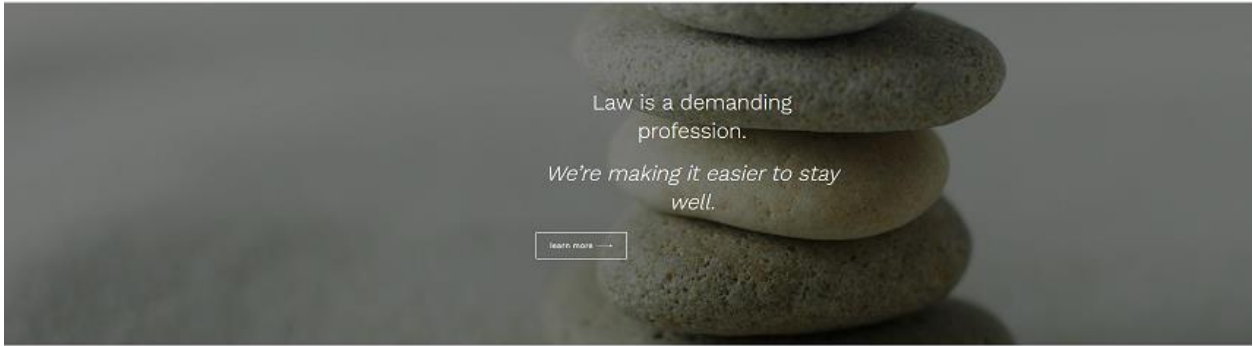 Law is a demanding
profession.
We're making it easier to stay
well.
learn more →